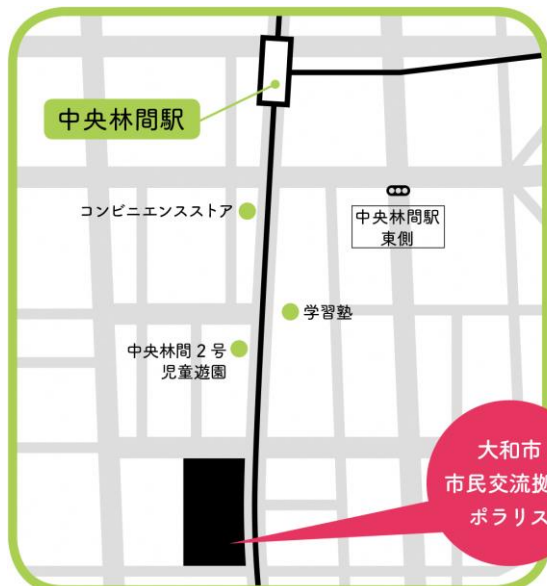 中央林間駅
コンビニエンスストア
中央林間駅
東側
学習塾
中央林間2号
児童遊園
大和市
市民交流拠
ポラリス